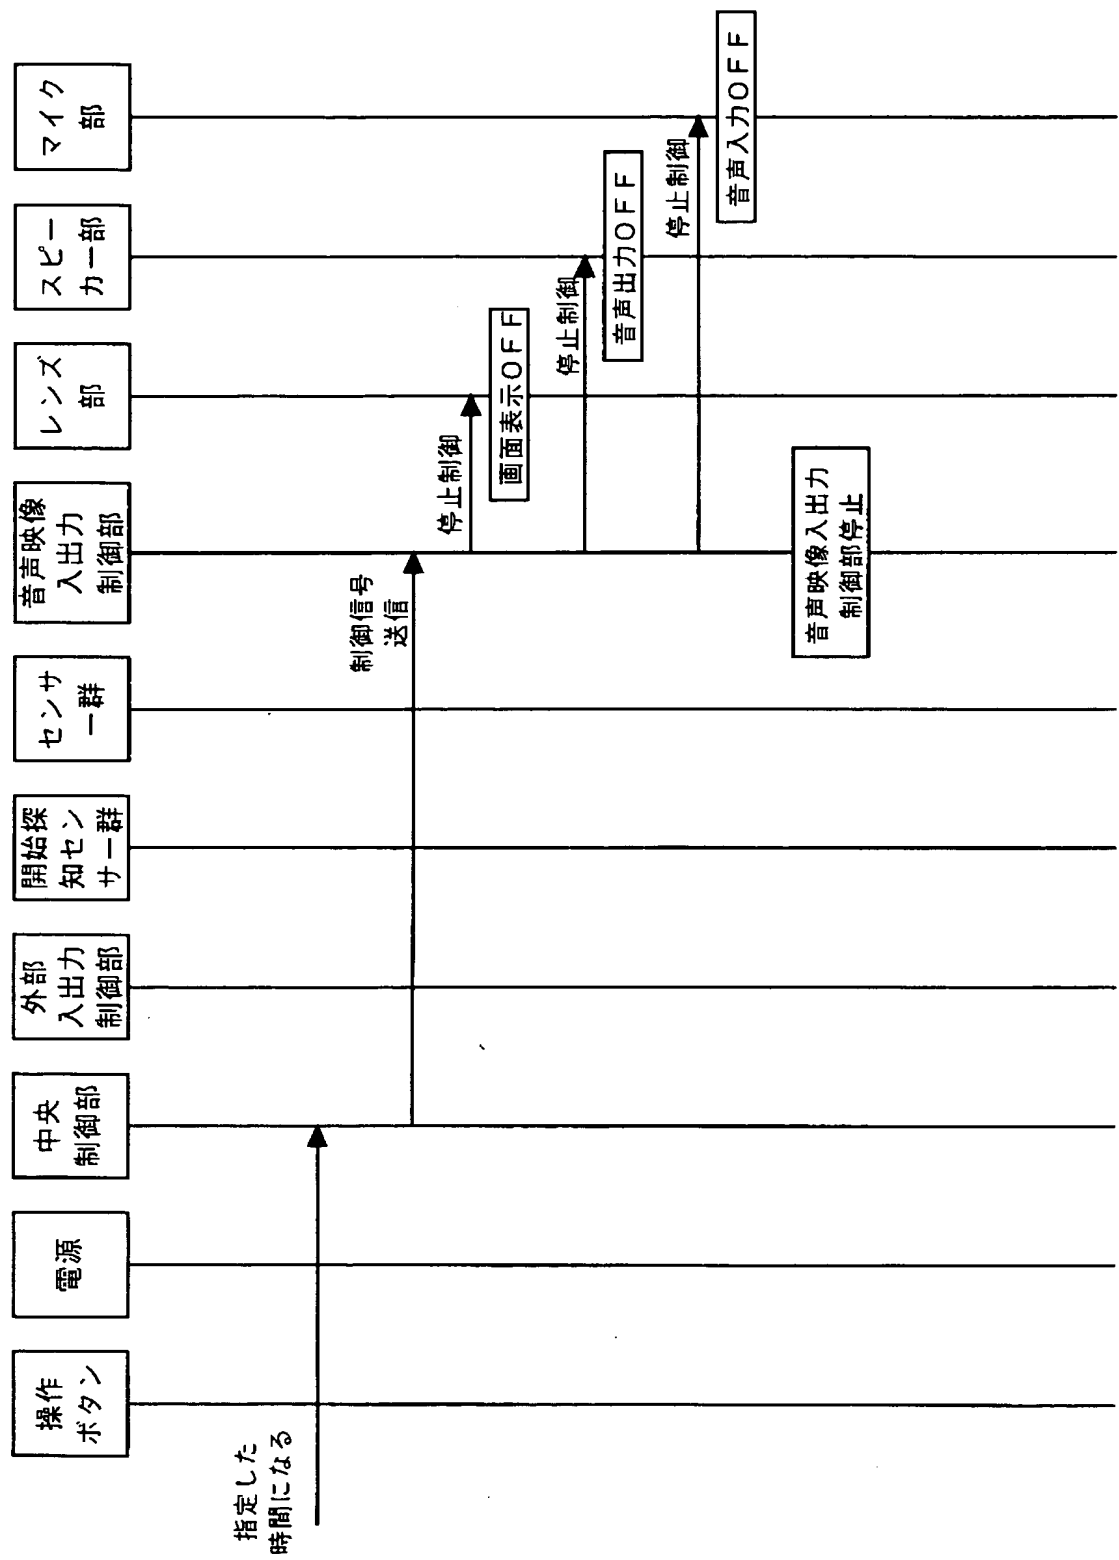 操作
ボタン
電源
中央
制御部
外部
入出力
制御部
開始探
知セン
サー群
センサ
ー群
音声映像
入出力
制御部
レンズ
部
スピー
カー部
マイク
部
指定した
時間になる
制御信号
送信
停止制御
画面表示OFF
停止制御
音声出力OFF
停止制御
音声入力OFF
音声映像入出力
制御部停止